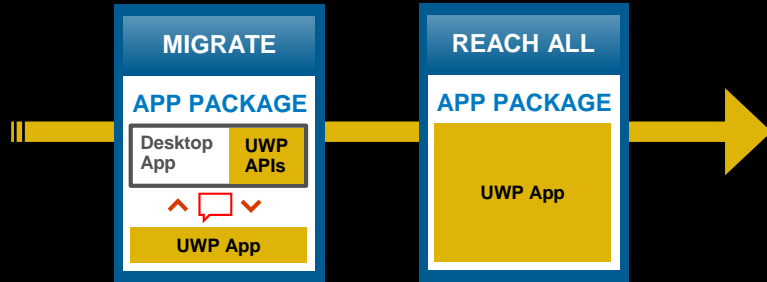 MIGRATE
APP PACKAGE
Desktop
App
UWP
APIs
UWP App
REACH ALL
APP PACKAGE
UWP App